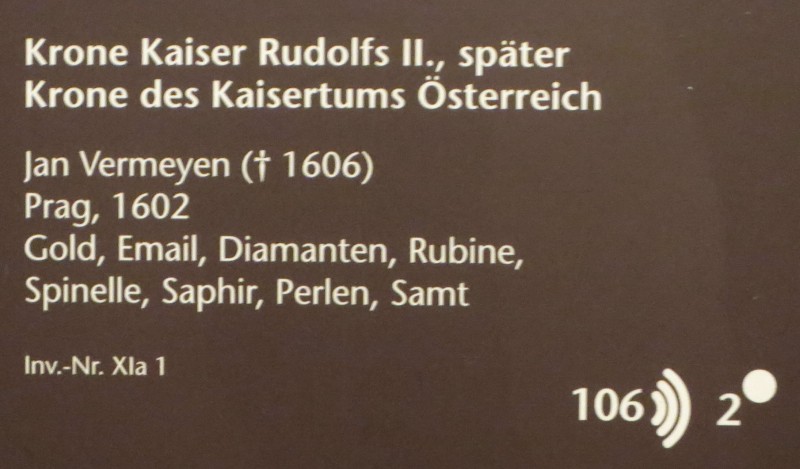 Krone Kaiser Rudolfs II., später
Krone des Kaisertums Österreich
Jan Vermeyen († 1606)
Prag, 1602
Gold, Email, Diamanten, Rubine,
Spinelle, Saphir, Perlen, Samt
Inv.-Nr. XIa 1
106 2